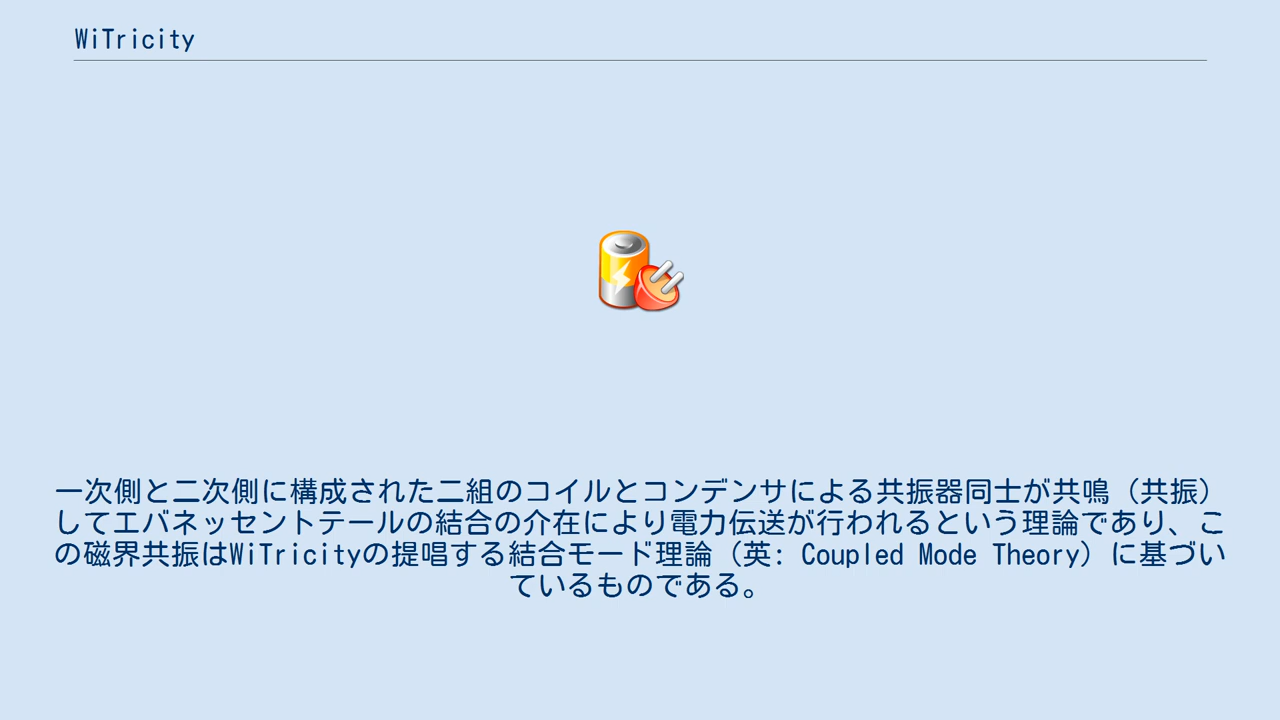 WiTricity
一次側と二次側に構成された二組のコイルとコンデンサによる共振器同士が共鳴（共振）
してエバネッセントテールの結合の介在により電力伝送が行われるという理論であり、こ
の磁界共振はWiTricityの提唱する結合モード理論（英: Coupled Mode Theory）に基づい
ているものである。